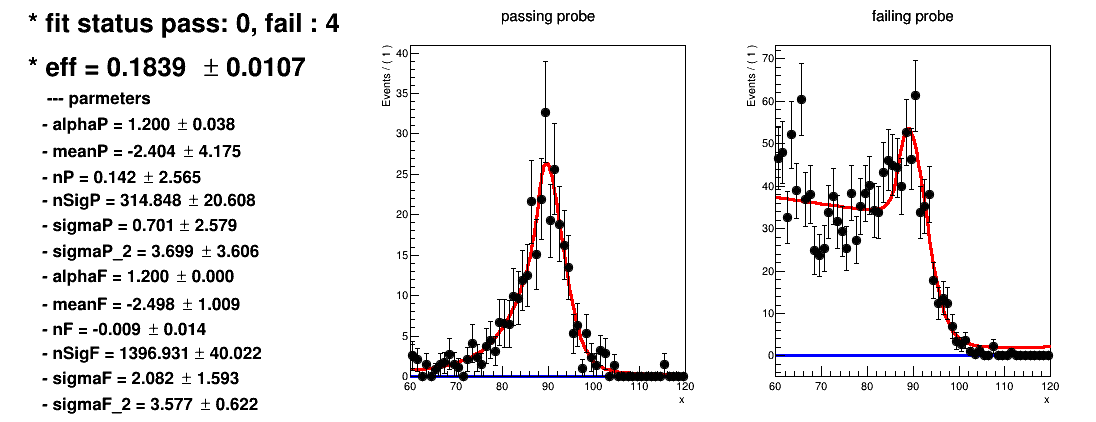 * fit status pass: 0, fail : 4
* eff = 0.1839 ± 0.0107
--- parmeters
- alphaP = 1.200 ± 0.038
- meanP = -2.404 ± 4.175
- nP = 0.142 ± 2.565
- nSigP = 314.848 ± 20.608
- sigmaP = 0.701 ± 2.579
- sigmaP_2 = 3.699 ± 3.606
- alphaF = 1.200 ± 0.000
- meanF = -2.498 ± 1.009
- nF = -0.009 ± 0.014
- nSigF = 1396.931 ± 40.022
- sigmaF = 2.082 ± 1.593
- sigmaF_2 = 3.577 ± 0.622
passing probe
Events / ( 1 )
40
35
30
25
20
15
10
5
0
60 70 80 90 100 110 120
x
failing probe
Events / ( 1 )
70
60
50
40
30
20
10
0
60 70 80 90 100 110 120
x